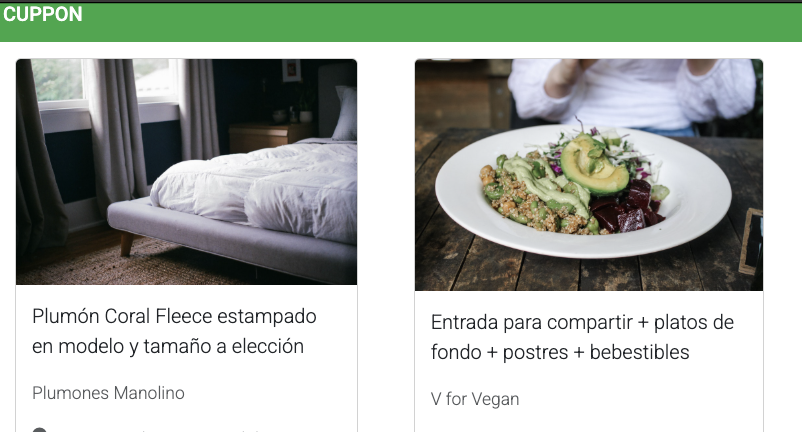 CUPPON
Plumón Coral Fleece estampado
en modelo y tamaño a elección
Plumones Manolino
Entrada para compartir + platos de
fondo + postres + bebestibles
V for Vegan